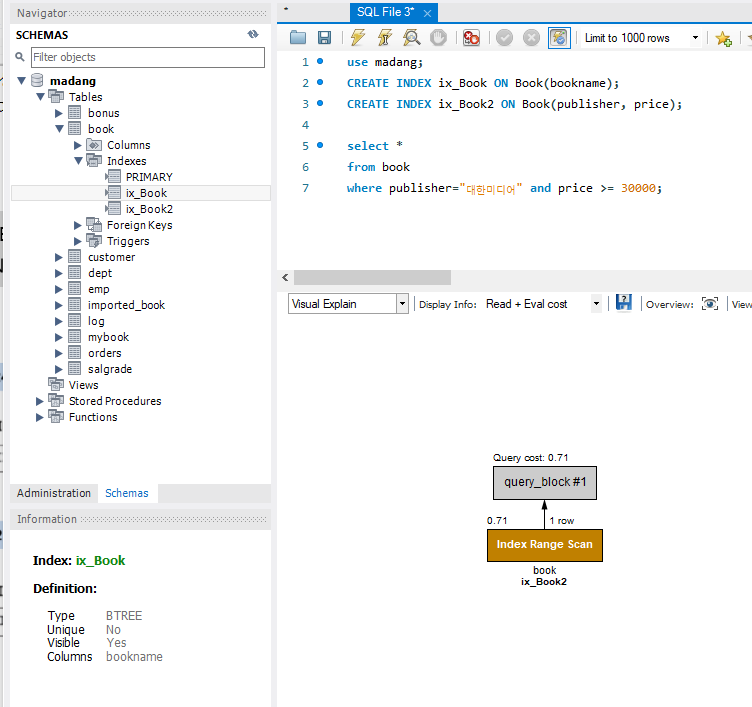 Navigator
SCHEMAS
Filter objects
madang
Tables
bonus
book
Columns
Indexes
PRIMARY
ix_Book
ix_Book2
Foreign Keys
Triggers
customer
dept
emp
imported_book
log
mybook
orders
salgrade
Views
Stored Procedures
Functions
Administration Schemas
Information
Index: ix_Book
Definition:
Type BTREE
Unique No
Visible Yes
Columns bookname
SQL File 3*
Limit to 1000 rows
1 use madang;
2 CREATE INDEX ix_Book ON Book(bookname);
3 CREATE INDEX ix_Book2 ON Book(publisher, price);
4
5 select *
6 from book
7 where publisher="대한미디어" and price >= 30000;
Visual Explain Display Info: Read + Eval cost Overview: View
Query cost: 0.71
query_block #1
0.71 1 row
Index Range Scan
book
ix_Book2